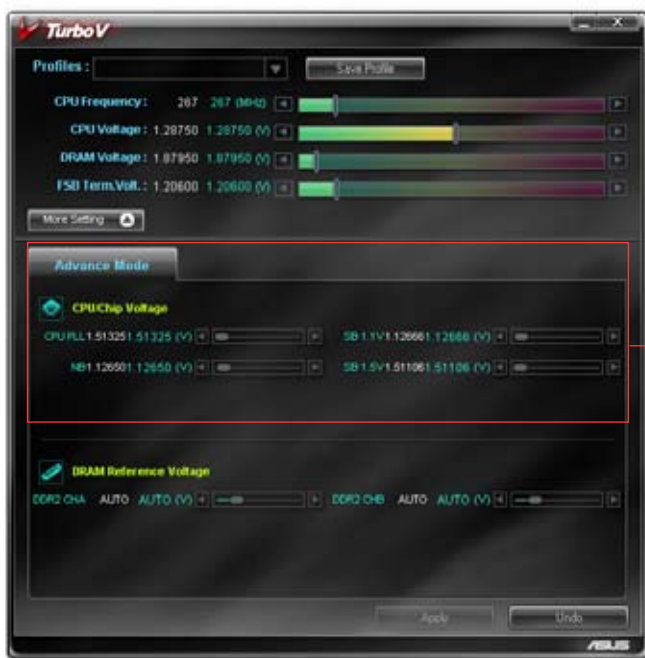 TurboV
Profiles : Save Profile
CPU Frequency : 267 267 (MHz)
CPU Voltage : 1.28750 1.28750 (V)
DRAM Voltage : 1.87950 1.87950 (V)
FSB Term.Volt. : 1.20600 1.20600 (V)
More Setting
Advance Mode
CPU/Chip Voltage
CPU PLL 1.51325 1.51325 (V) SB 1.1V 1.12666 1.12666 (V)
NB 1.12650 1.12650 (V) SB 1.5V 1.51106 1.51106 (V)
DRAM Reference Voltage
DDR2 CHA AUTO AUTO (V) DDR2 CHB AUTO AUTO (V)
Apply Undo
ASUS